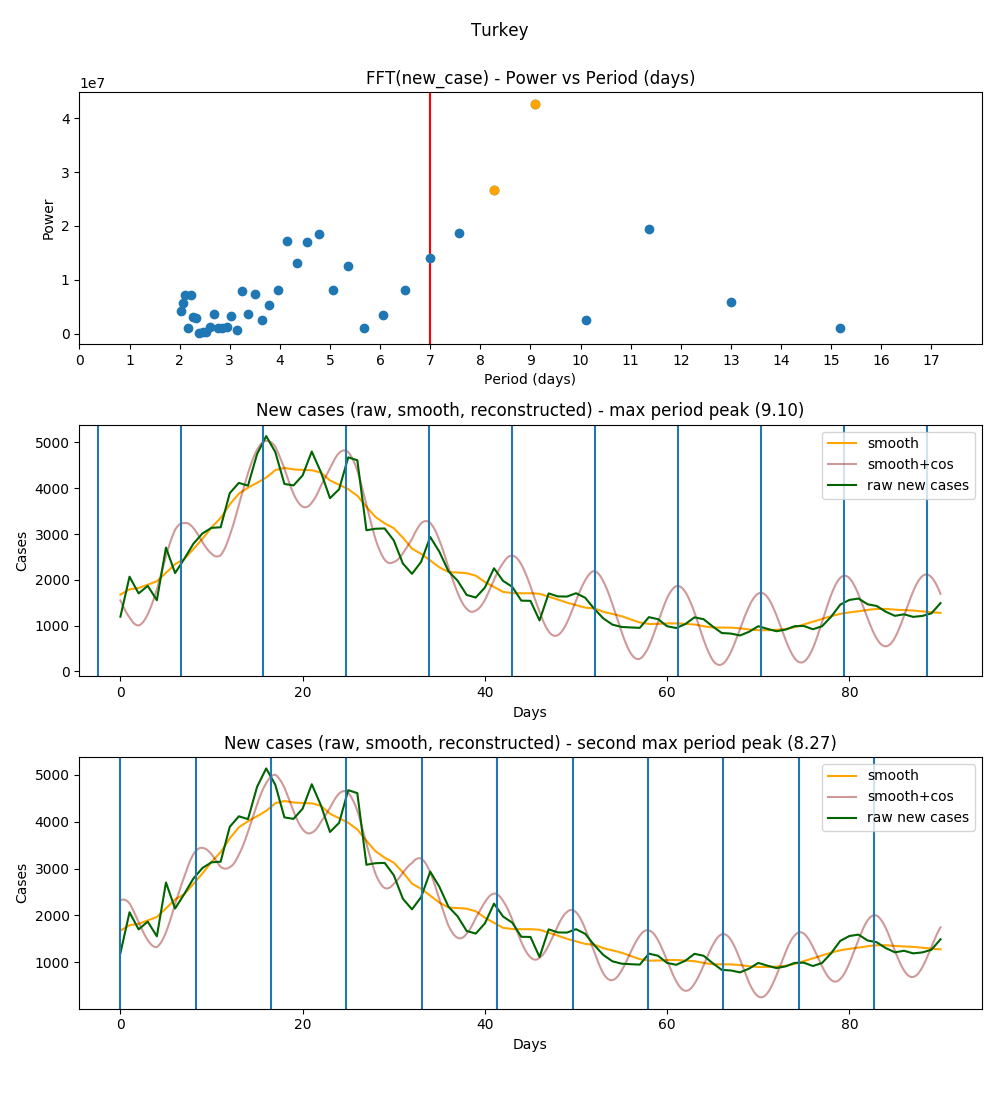 Turkey
FFT(new_case) - Power vs Period (days)
1e7
4
3
2
1
0
Power
0 1 2 3 4 5 6 7 8 9 10 11 12 13 14 15 16 17
Period (days)
New cases (raw, smooth, reconstructed) - max period peak (9.10)
5000
4000
3000
2000
1000
0
Cases
smooth
smooth+cos
raw new cases
0 20 40 60 80
Days
New cases (raw, smooth, reconstructed) - second max period peak (8.27)
5000
4000
3000
2000
1000
Cases
smooth
smooth+cos
raw new cases
0 20 40 60 80
Days